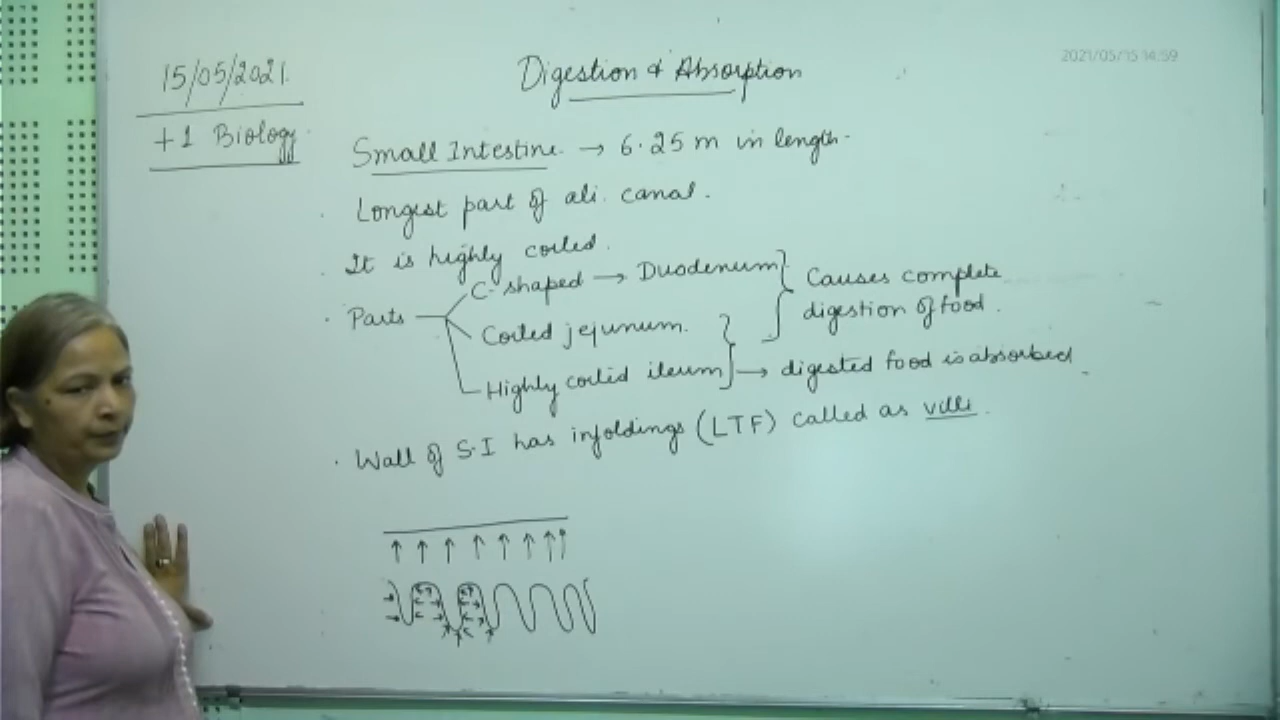 15/05/2021
+1 Biology
2021/05/15 14:59
Digestion & Absorption
Small Intestine → 6.25 m in length.
· Longest part of ali. canal.
· It is highly coiled.
· Parts
C-shaped → Duodenum
Coiled jejunum.
Highly coiled ileum
Causes complete
digestion of food.
→ digested food is absorbed
· Wall of S.I has infoldings (LTF) called as villi.